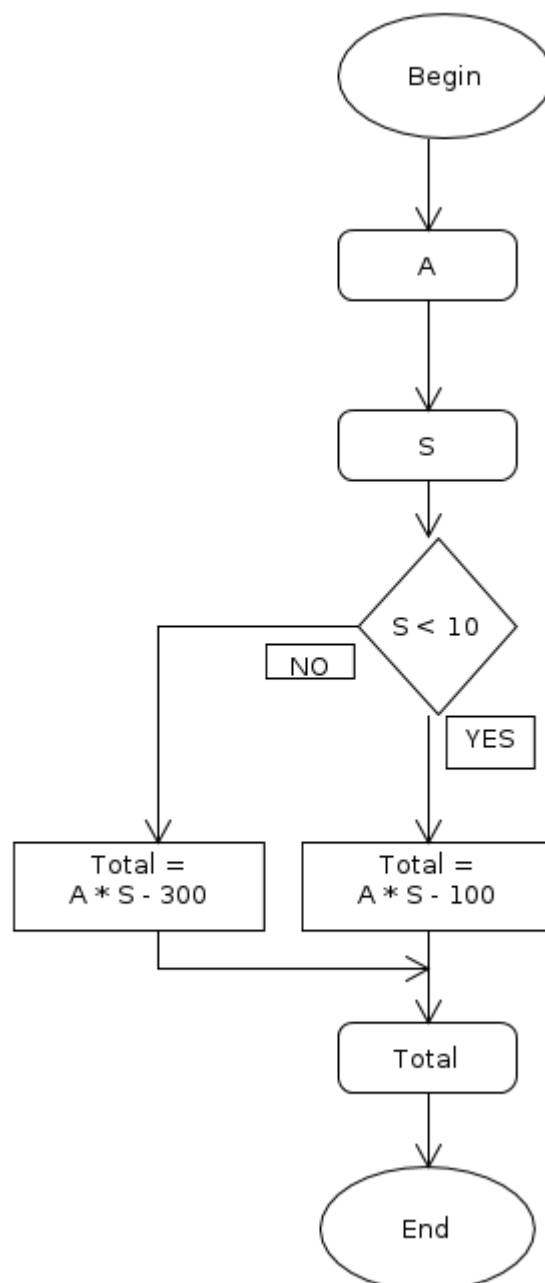 Begin
A
S
S < 10
NO
YES
Total =
A * S - 300
Total =
A * S - 100
Total
End